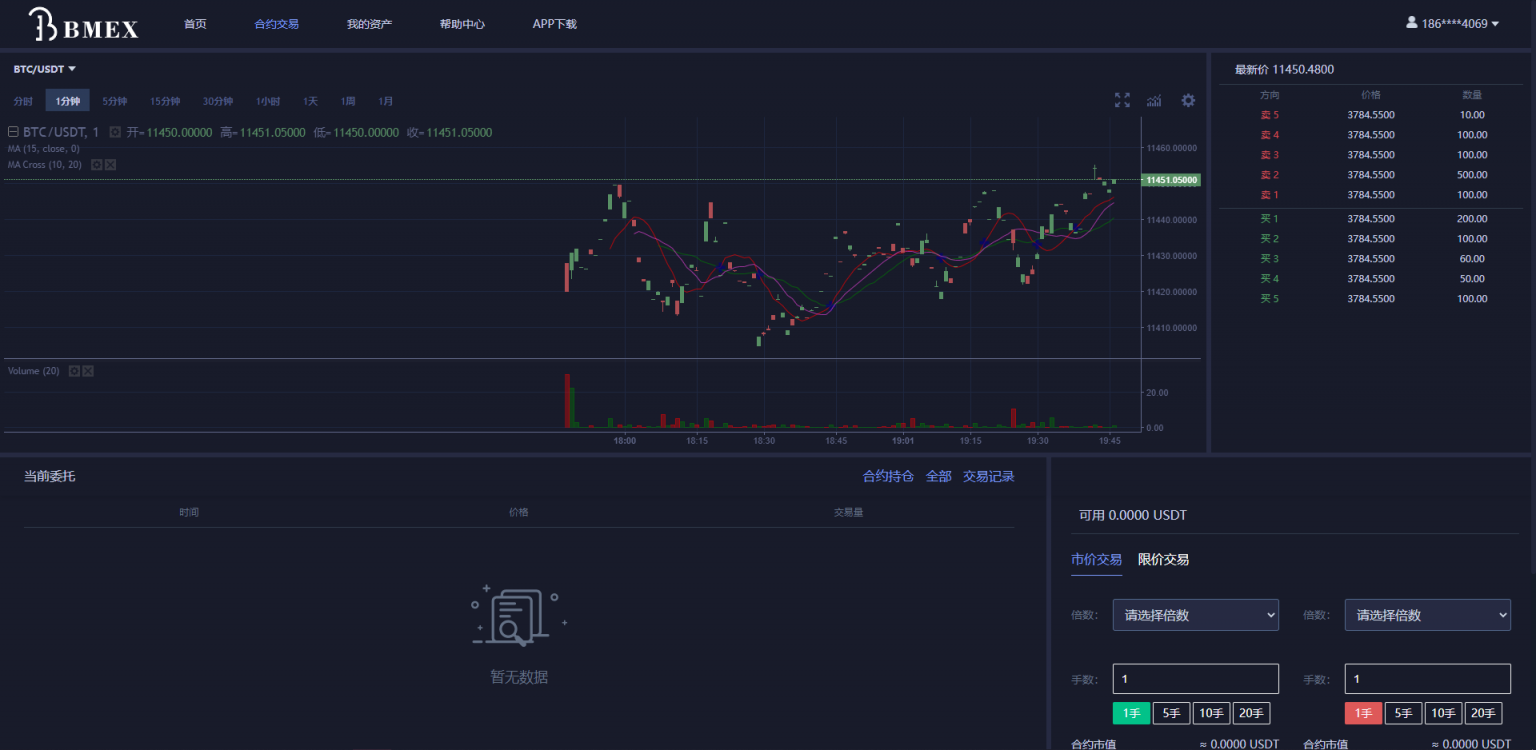 BMEX 首页 合约交易 我的资产 帮助中心 APP下载 186****4069
BTC/USDT
分时 1分钟 5分钟 15分钟 30分钟 1小时 1天 1周 1月
BTC/USDT, 1 开=11450.00000 高=11451.05000 低=11450.00000 收=11451.05000
MA (15, close, 0)
MA Cross (10, 20)
11460.00000
11451.05000
11440.00000
11430.00000
11420.00000
11410.00000
Volume (20)
20.00
0.00
18:00 18:15 18:30 18:45 19:01 19:15 19:30 19:45
最新价 11450.4800
方向 价格 数量
卖 5 3784.5500 10.00
卖 4 3784.5500 100.00
卖 3 3784.5500 100.00
卖 2 3784.5500 500.00
卖 1 3784.5500 100.00
买 1 3784.5500 200.00
买 2 3784.5500 100.00
买 3 3784.5500 60.00
买 4 3784.5500 50.00
买 5 3784.5500 100.00
当前委托 合约持仓 全部 交易记录
时间 价格 交易量
暂无数据
可用 0.0000 USDT
市价交易 限价交易
倍数: 请选择倍数 倍数: 请选择倍数
手数: 1 手数: 1
1手 5手 10手 20手 1手 5手 10手 20手
合约市值 ≈ 0.0000 USDT 合约市值 ≈ 0.0000 USDT